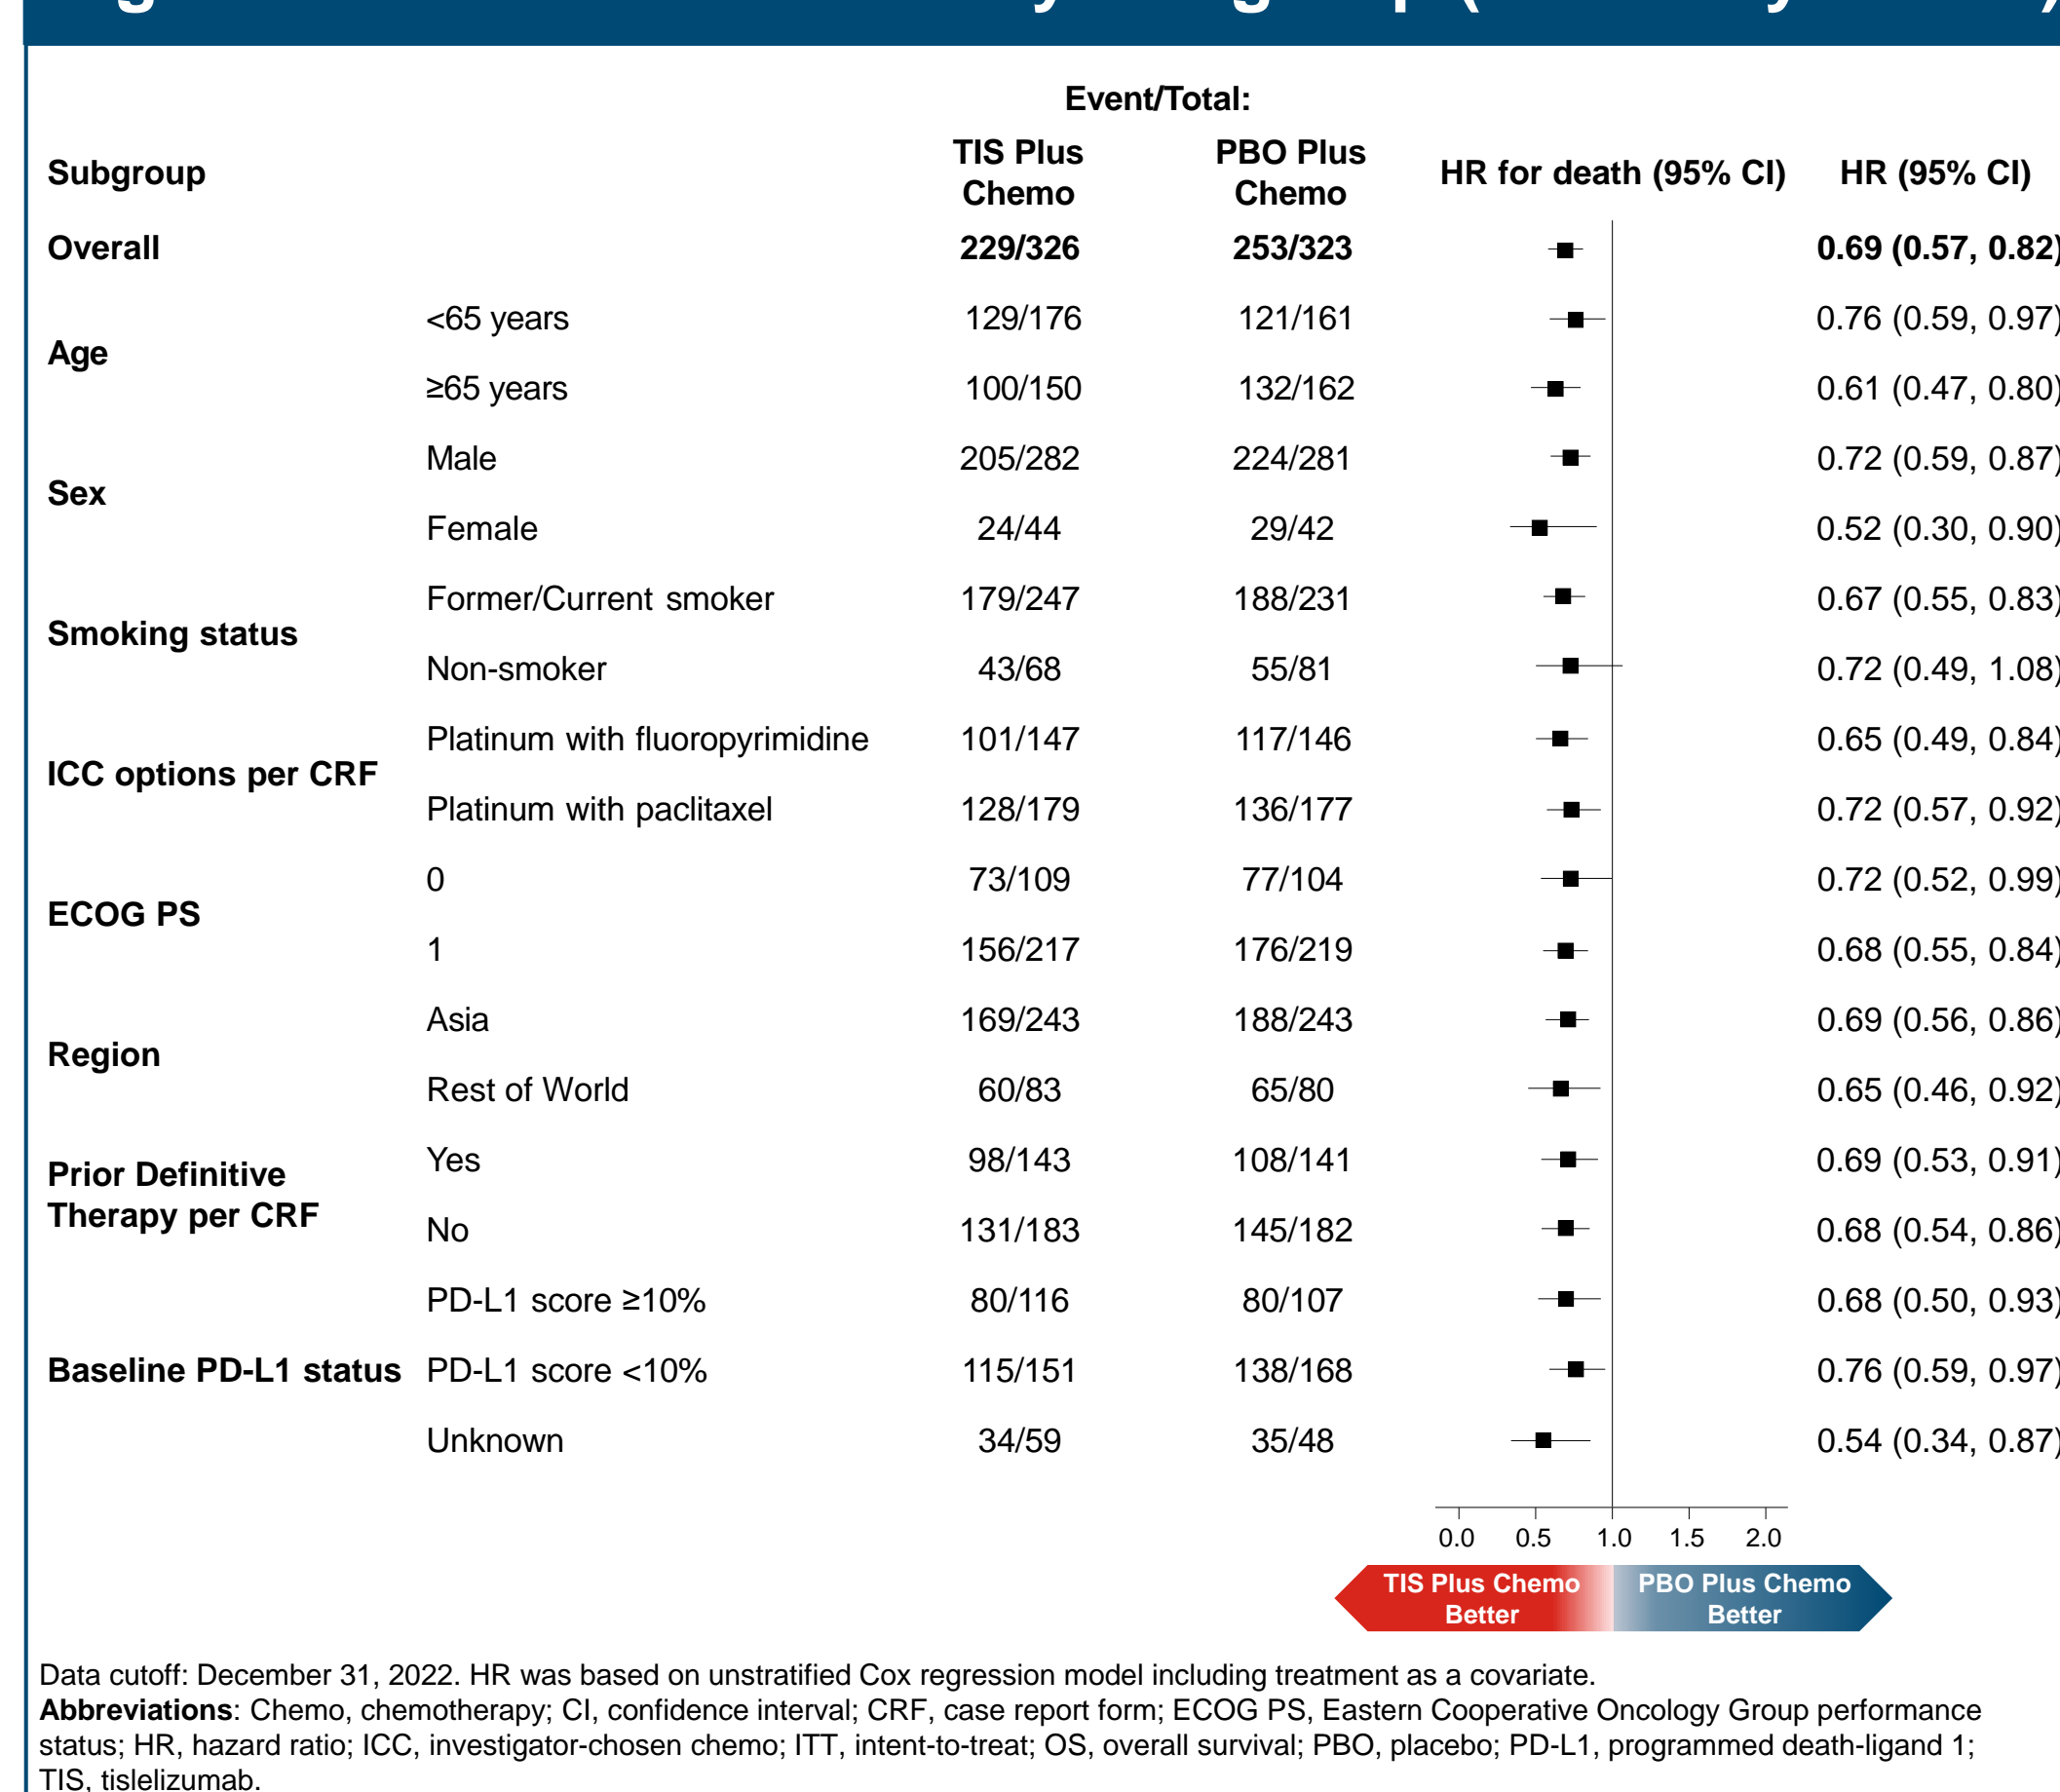 Event/Total:
Subgroup TIS Plus Chemo PBO Plus Chemo HR for death (95% CI) HR (95% CI)
Overall 229/326 253/323 0.69 (0.57, 0.82)
Age
<65 years 129/176 121/161 0.76 (0.59, 0.97)
≥65 years 100/150 132/162 0.61 (0.47, 0.80)
Sex
Male 205/282 224/281 0.72 (0.59, 0.87)
Female 24/44 29/42 0.52 (0.30, 0.90)
Smoking status
Former/Current smoker 179/247 188/231 0.67 (0.55, 0.83)
Non-smoker 43/68 55/81 0.72 (0.49, 1.08)
ICC options per CRF
Platinum with fluoropyrimidine 101/147 117/146 0.65 (0.49, 0.84)
Platinum with paclitaxel 128/179 136/177 0.72 (0.57, 0.92)
ECOG PS
0 73/109 77/104 0.72 (0.52, 0.99)
1 156/217 176/219 0.68 (0.55, 0.84)
Region
Asia 169/243 188/243 0.69 (0.56, 0.86)
Rest of World 60/83 65/80 0.65 (0.46, 0.92)
Prior Definitive
Therapy per CRF
Yes 98/143 108/141 0.69 (0.53, 0.91)
No 131/183 145/182 0.68 (0.54, 0.86)
Baseline PD-L1 status
PD-L1 score ≥10% 80/116 80/107 0.68 (0.50, 0.93)
PD-L1 score <10% 115/151 138/168 0.76 (0.59, 0.97)
Unknown 34/59 35/48 0.54 (0.34, 0.87)
0.0 0.5 1.0 1.5 2.0
TIS Plus Chemo
Better
PBO Plus Chemo
Better
Data cutoff: December 31, 2022. HR was based on unstratified Cox regression model including treatment as a covariate.
Abbreviations: Chemo, chemotherapy; CI, confidence interval; CRF, case report form; ECOG PS, Eastern Cooperative Oncology Group performance
status; HR, hazard ratio; ICC, investigator-chosen chemo; ITT, intent-to-treat; OS, overall survival; PBO, placebo; PD-L1, programmed death-ligand 1;
TIS, tislelizumab.